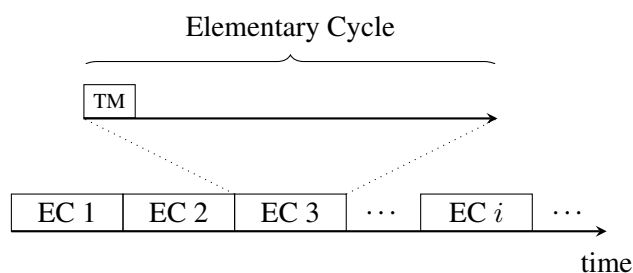 Elementary Cycle
TM
EC 1 EC 2 EC 3 ··· EC i ···
time